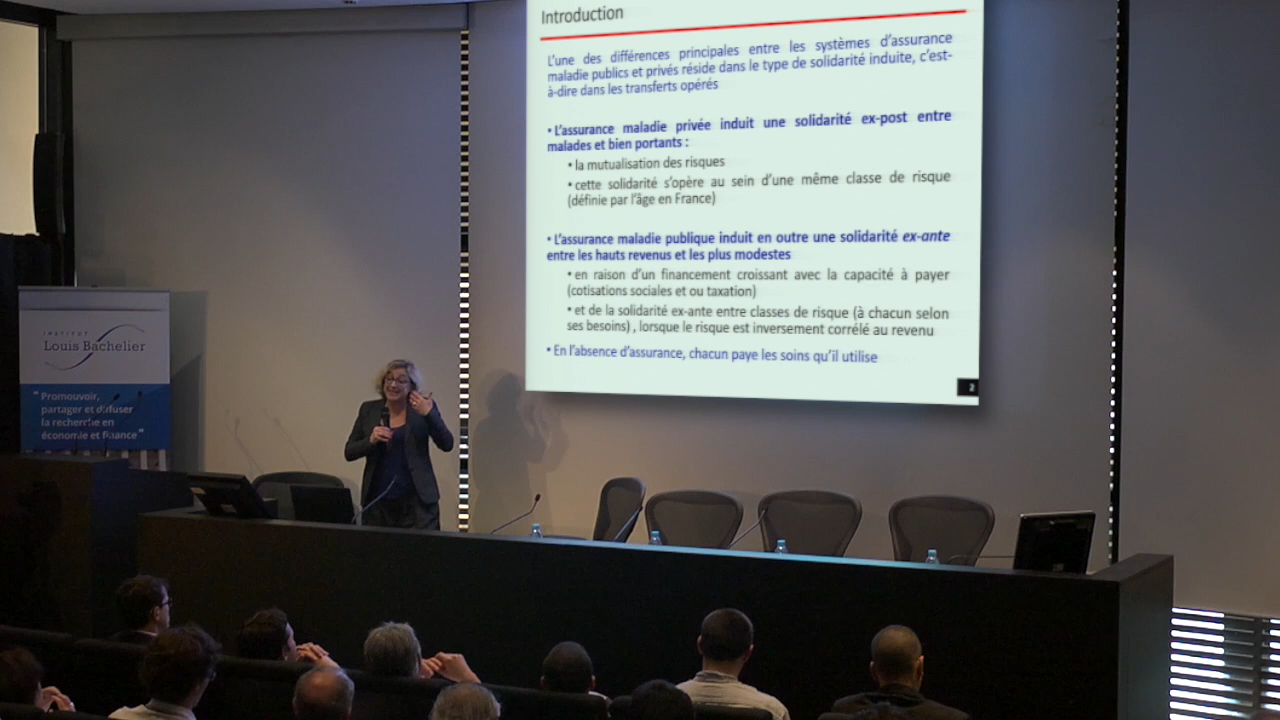 Introduction
L'une des différences principales entre les systèmes d'assurance
maladie publics et privés réside dans le type de solidarité induite, c'est-
à-dire dans les transferts opérés
• L'assurance maladie privée induit une solidarité ex-post entre
malades et bien portants :
• la mutualisation des risques
• cette solidarité s'opère au sein d'une même classe de risque
(définie par l'âge en France)
• L'assurance maladie publique induit en outre une solidarité ex-ante
entre les hauts revenus et les plus modestes
• en raison d'un financement croissant avec la capacité à payer
(cotisations sociales et ou taxation)
• et de la solidarité ex-ante entre classes de risque (à chacun selon
ses besoins) , lorsque le risque est inversement corrélé au revenu
• En l'absence d'assurance, chacun paye les soins qu'il utilise
2
INSTITUT
Louis Bachelier
" Promouvoir,
partager et diffuser
la recherche en
économie et finance "